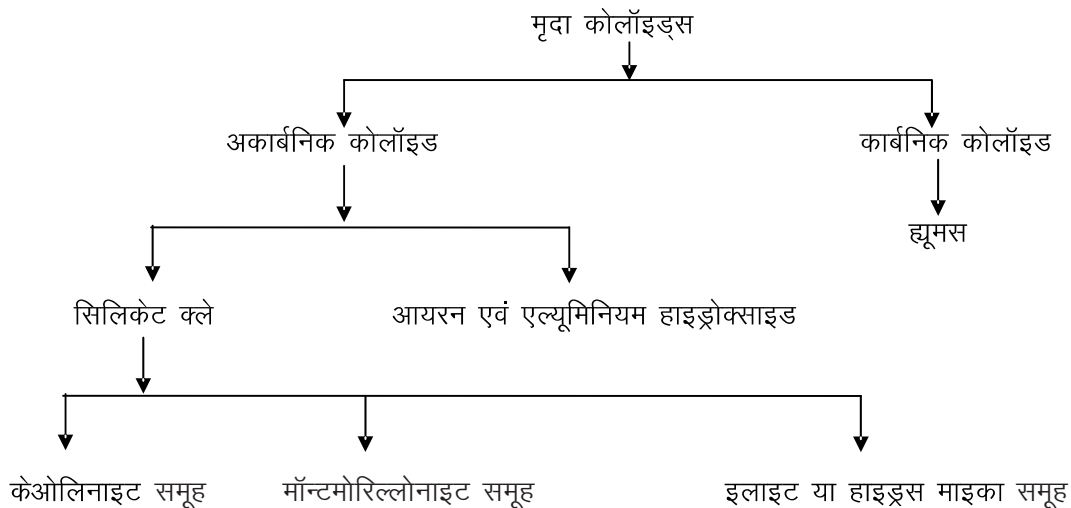 मृदा कोलॉइड्स
अकार्बनिक कोलॉइड कार्बनिक कोलॉइड
ह्यूमस
सिलिकेट क्ले आयरन एवं एल्यूमिनियम हाइड्रोक्साइड
केओलिनाइट समूह मॉन्टमोरिल्लोनाइट समूह इलाइट या हाइड्रस माइका समूह